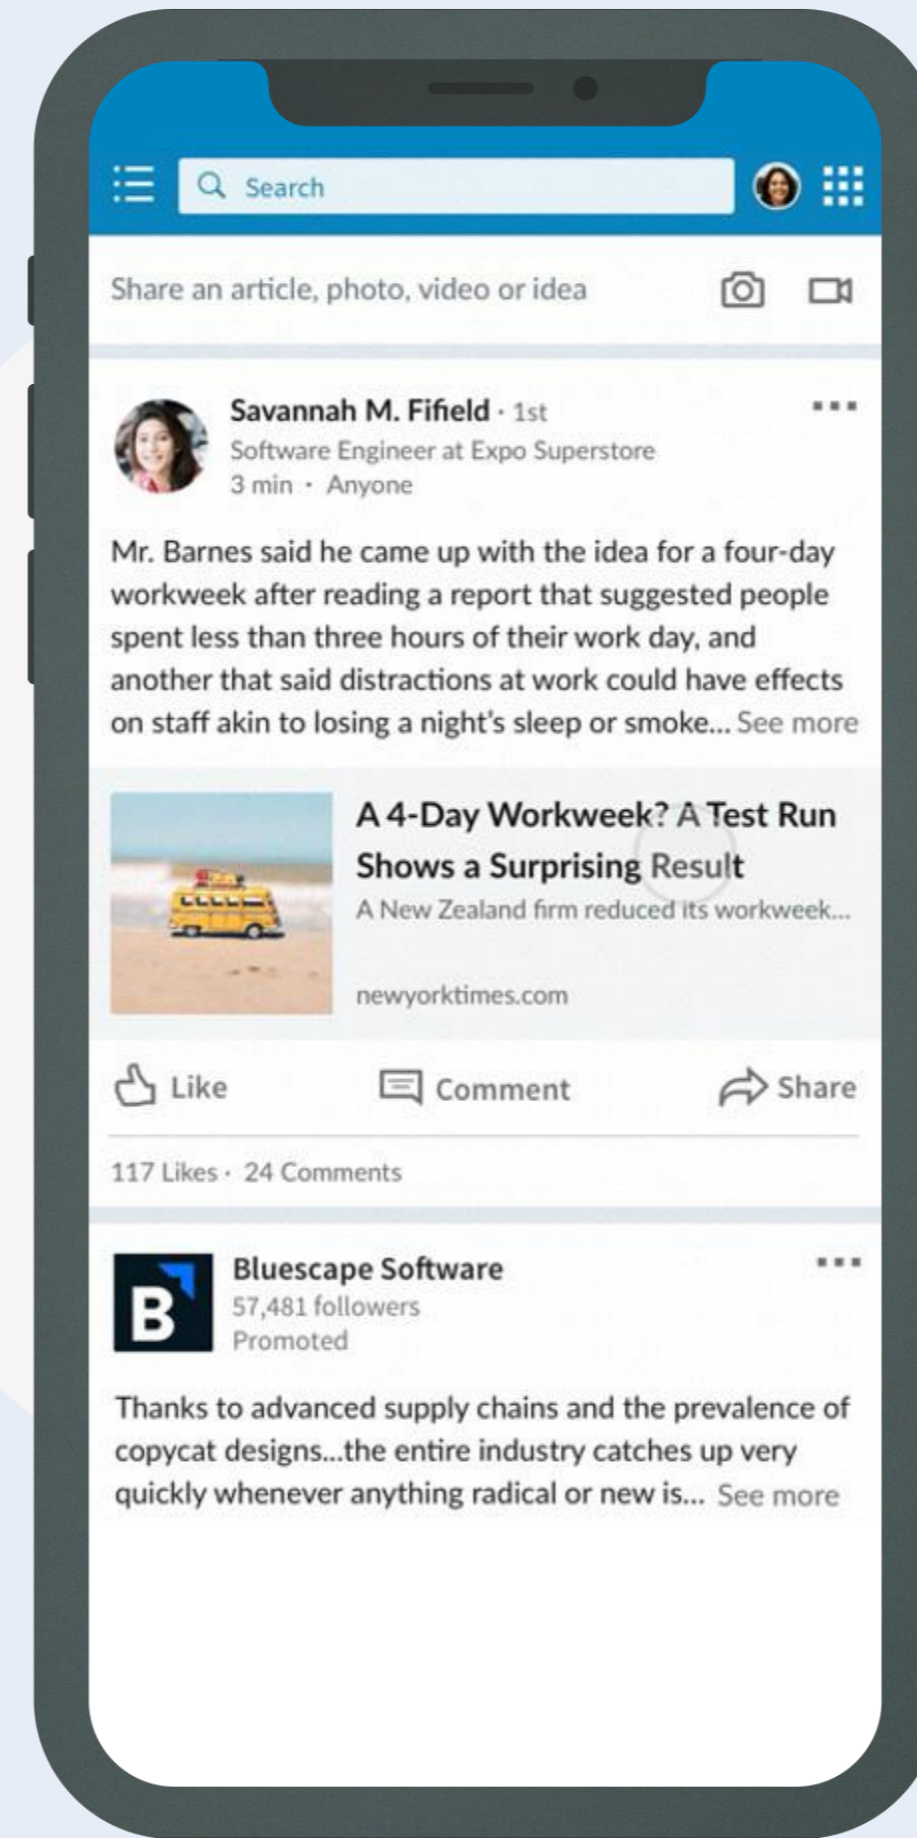 Search
Share an article, photo, video or idea
Savannah M. Fifield · 1st
Software Engineer at Expo Superstore
3 min · Anyone
Mr. Barnes said he came up with the idea for a four-day
workweek after reading a report that suggested people
spent less than three hours of their work day, and
another that said distractions at work could have effects
on staff akin to losing a night's sleep or smoke... See more
A 4-Day Workweek? A Test Run
Shows a Surprising Result
A New Zealand firm reduced its workweek...
newyorktimes.com
Like Comment Share
117 Likes · 24 Comments
B
Bluescape Software
57,481 followers
Promoted
Thanks to advanced supply chains and the prevalence of
copycat designs...the entire industry catches up very
quickly whenever anything radical or new is... See more